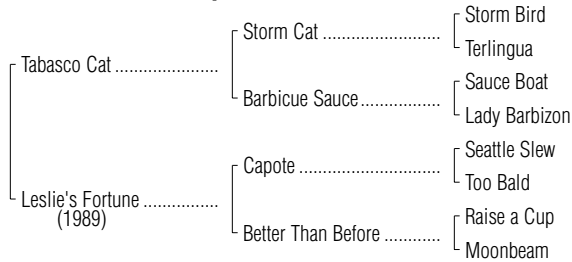 Storm Bird
Storm Cat ........................
Terlingua
Tabasco Cat .....................
Sauce Boat
Barbicue Sauce................
Lady Barbizon
Seattle Slew
Capote .............................
Too Bald
Leslie's Fortune ...............
(1989)
Raise a Cup
Better Than Before ...........
Moonbeam